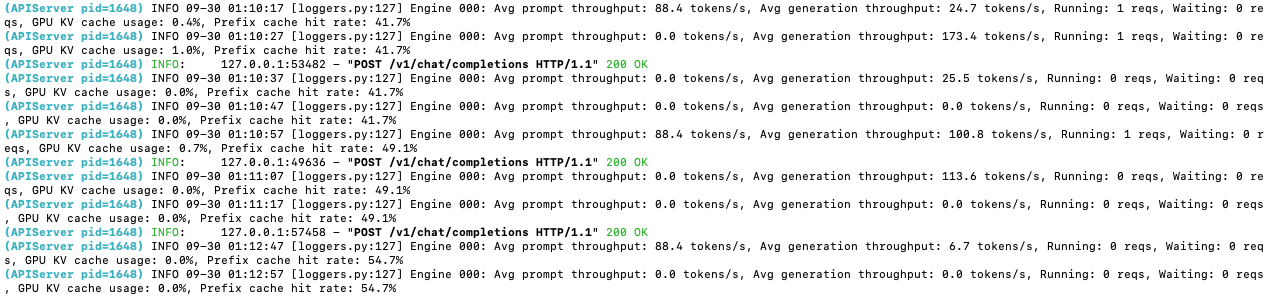 (APIServer pid=1648) INFO 09-30 01:10:17 [loggers.py:127] Engine 000: Avg prompt throughput: 88.4 tokens/s, Avg generation throughput: 24.7 tokens/s, Running: 1 reqs, Waiting: 0 re
qs, GPU KV cache usage: 0.4%, Prefix cache hit rate: 41.7%
(APIServer pid=1648) INFO 09-30 01:10:27 [loggers.py:127] Engine 000: Avg prompt throughput: 0.0 tokens/s, Avg generation throughput: 173.4 tokens/s, Running: 1 reqs, Waiting: 0 re
qs, GPU KV cache usage: 1.0%, Prefix cache hit rate: 41.7%
(APIServer pid=1648) INFO:     127.0.0.1:53482 – "POST /v1/chat/completions HTTP/1.1" 200 OK
(APIServer pid=1648) INFO 09-30 01:10:37 [loggers.py:127] Engine 000: Avg prompt throughput: 0.0 tokens/s, Avg generation throughput: 25.5 tokens/s, Running: 0 reqs, Waiting: 0 req
s, GPU KV cache usage: 0.0%, Prefix cache hit rate: 41.7%
(APIServer pid=1648) INFO 09-30 01:10:47 [loggers.py:127] Engine 000: Avg prompt throughput: 0.0 tokens/s, Avg generation throughput: 0.0 tokens/s, Running: 0 reqs, Waiting: 0 reqs
, GPU KV cache usage: 0.0%, Prefix cache hit rate: 41.7%
(APIServer pid=1648) INFO 09-30 01:10:57 [loggers.py:127] Engine 000: Avg prompt throughput: 88.4 tokens/s, Avg generation throughput: 100.8 tokens/s, Running: 1 reqs, Waiting: 0 r
eqs, GPU KV cache usage: 0.7%, Prefix cache hit rate: 49.1%
(APIServer pid=1648) INFO:     127.0.0.1:49636 – "POST /v1/chat/completions HTTP/1.1" 200 OK
(APIServer pid=1648) INFO 09-30 01:11:07 [loggers.py:127] Engine 000: Avg prompt throughput: 0.0 tokens/s, Avg generation throughput: 113.6 tokens/s, Running: 0 reqs, Waiting: 0 re
qs, GPU KV cache usage: 0.0%, Prefix cache hit rate: 49.1%
(APIServer pid=1648) INFO 09-30 01:11:17 [loggers.py:127] Engine 000: Avg prompt throughput: 0.0 tokens/s, Avg generation throughput: 0.0 tokens/s, Running: 0 reqs, Waiting: 0 reqs
, GPU KV cache usage: 0.0%, Prefix cache hit rate: 49.1%
(APIServer pid=1648) INFO:     127.0.0.1:57458 – "POST /v1/chat/completions HTTP/1.1" 200 OK
(APIServer pid=1648) INFO 09-30 01:12:47 [loggers.py:127] Engine 000: Avg prompt throughput: 88.4 tokens/s, Avg generation throughput: 6.7 tokens/s, Running: 0 reqs, Waiting: 0 req
s, GPU KV cache usage: 0.0%, Prefix cache hit rate: 54.7%
(APIServer pid=1648) INFO 09-30 01:12:57 [loggers.py:127] Engine 000: Avg prompt throughput: 0.0 tokens/s, Avg generation throughput: 0.0 tokens/s, Running: 0 reqs, Waiting: 0 reqs
, GPU KV cache usage: 0.0%, Prefix cache hit rate: 54.7%